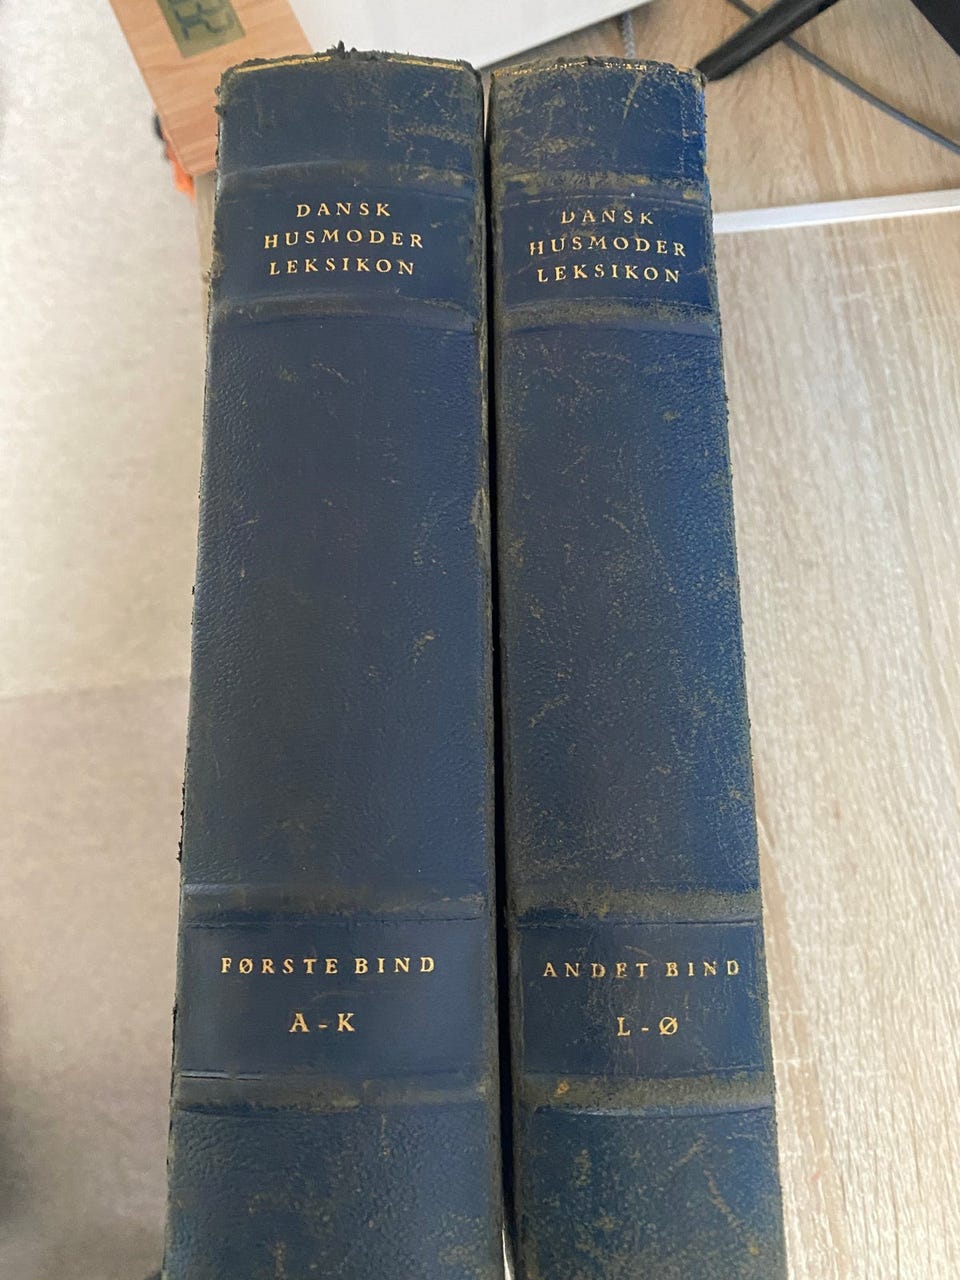 DANSK
HUSMODER
LEKSIKON
FØRSTE BIND
A-K
DANSK
HUSMODER
LEKSIKON
ANDET BIND
L-Ø